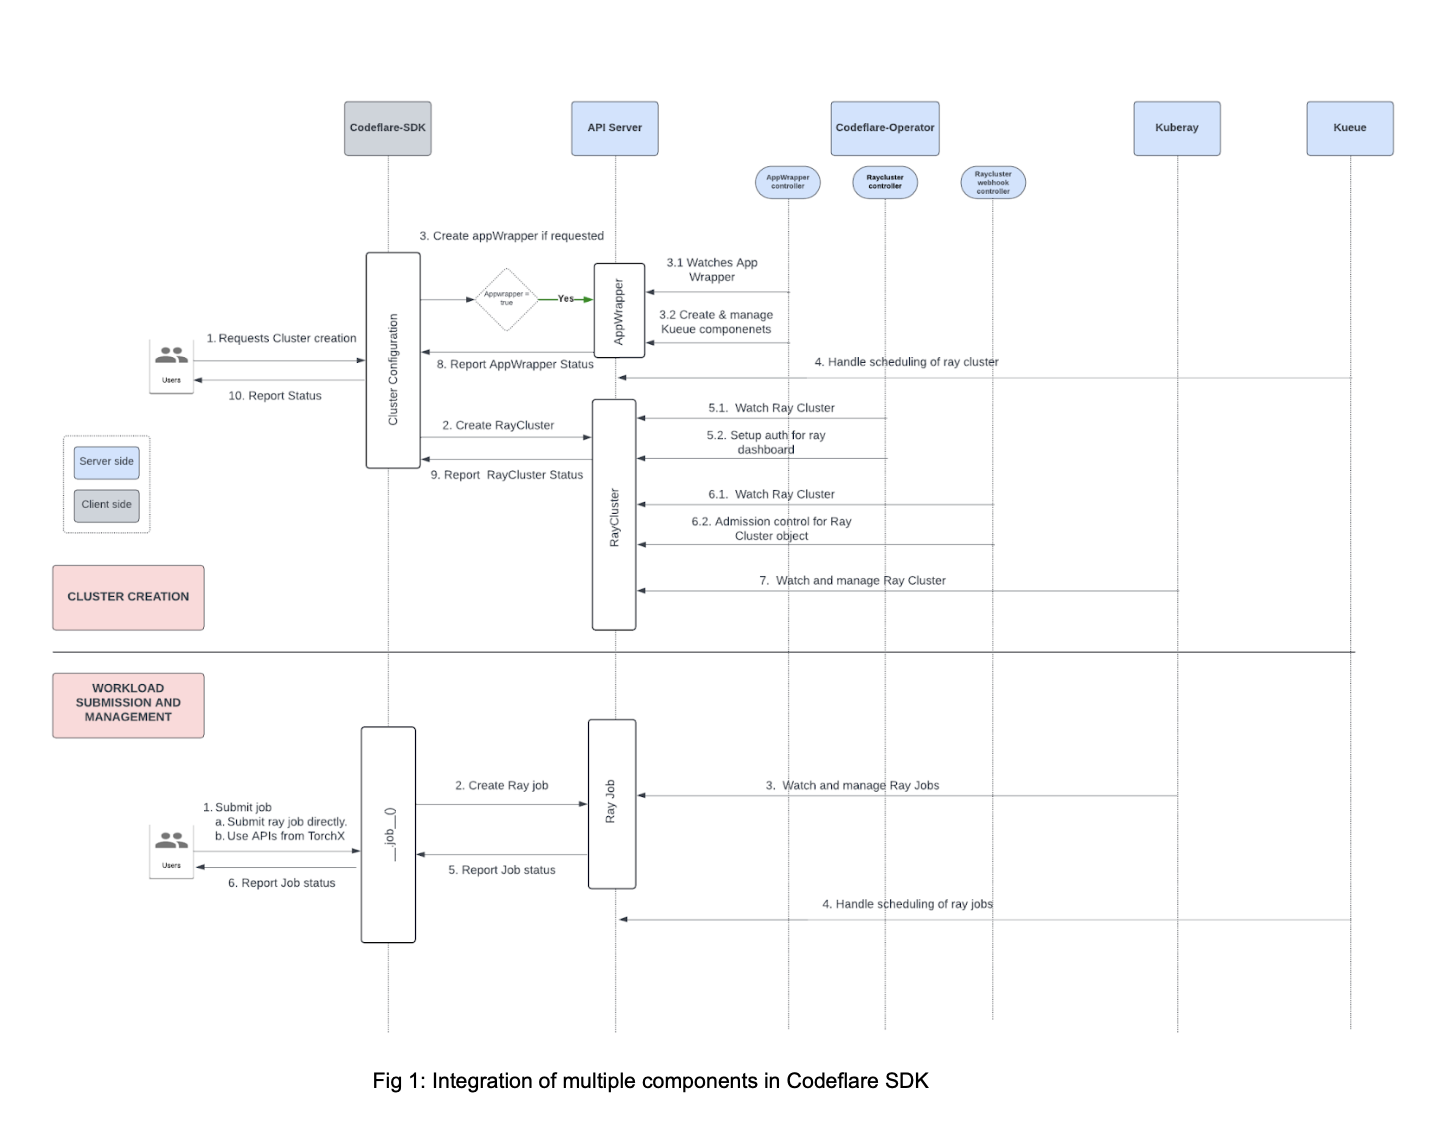 Codeflare-SDK
API Server
Codeflare-Operator
Kuberay
Kueue
AppWrapper
controller
Raycluster
controller
Raycluster
webhook
controller
3. Create appWrapper if requested
3.1 Watches App
Wrapper
Appwrapper =
true
Yes
AppWrapper
3.2 Create & manage
Kueue componenets
1. Requests Cluster creation
Cluster Configuration
8. Report AppWrapper Status
4. Handle scheduling of ray cluster
Users
10. Report Status
5.1. Watch Ray Cluster
2. Create RayCluster
5.2. Setup auth for ray
dashboard
Server side
9. Report RayCluster Status
6.1. Watch Ray Cluster
Client side
RayCluster
6.2. Admission control for Ray
Cluster object
7. Watch and manage Ray Cluster
CLUSTER CREATION
WORKLOAD
SUBMISSION AND
MANAGEMENT
2. Create Ray job
3. Watch and manage Ray Jobs
Ray Job
1. Submit job
a. Submit ray job directly.
b. Use APIs from TorchX
__.job__()
Users
5. Report Job status
6. Report Job status
4. Handle scheduling of ray jobs
Fig 1: Integration of multiple components in Codeflare SDK